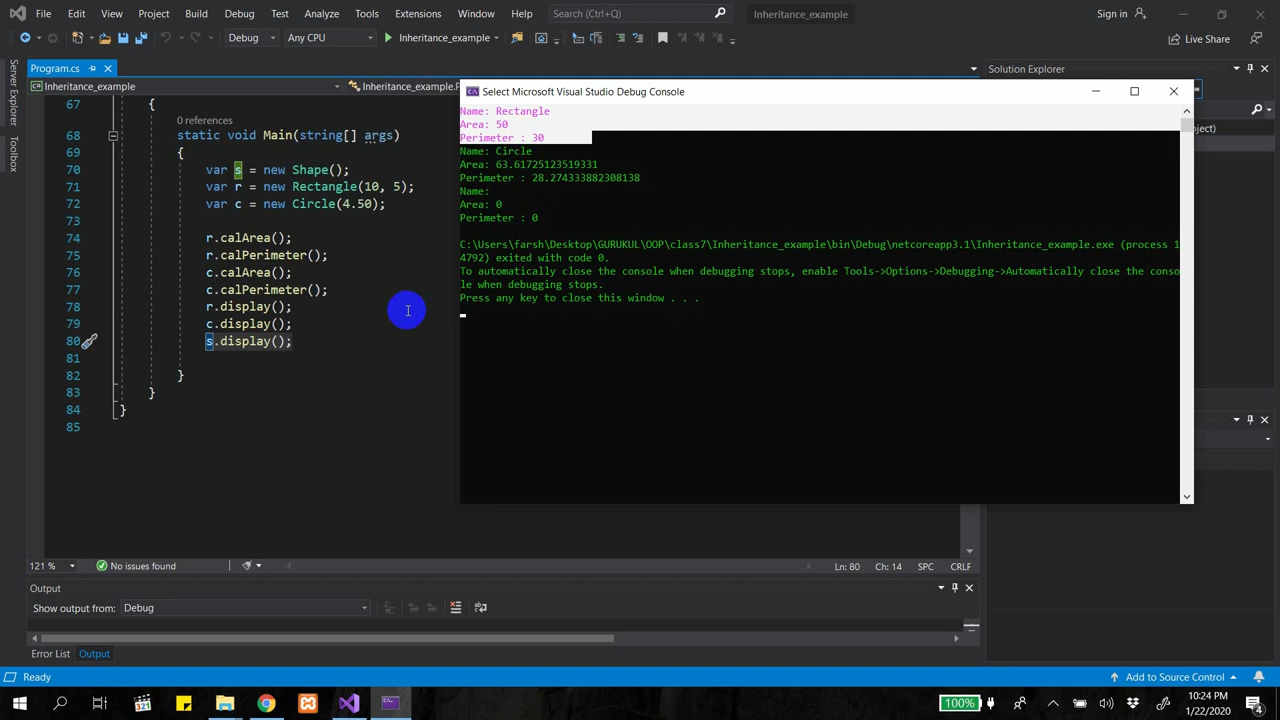 File Edit View Project Build Debug Test Analyze Tools Extensions Window Help Search (Ctrl+Q) Inheritance_example Sign in
Debug Any CPU Inheritance_example Live Share
Server Explorer
Toolbox
Program.cs
Inheritance_example Inheritance_example.P
67 {
0 references
68 static void Main(string[] args)
69 {
70 var s = new Shape();
71 var r = new Rectangle(10, 5);
72 var c = new Circle(4.50);
73
74 r.calArea();
75 r.calPerimeter();
76 c.calArea();
77 c.calPerimeter();
78 r.display();
79 c.display();
80 s.display();
81
82 }
83 }
84 }
85
Select Microsoft Visual Studio Debug Console
Name: Rectangle
Area: 50
Perimeter : 30
Name: Circle
Area: 63.61725123519331
Perimeter : 28.274333882308138
Name:
Area: 0
Perimeter : 0
C:\Users\farsh\Desktop\GURUKUL\OOP\class7\Inheritance_example\bin\Debug\netcoreapp3.1\Inheritance_example.exe (process 1
4792) exited with code 0.
To automatically close the console when debugging stops, enable Tools->Options->Debugging->Automatically close the conso
le when debugging stops.
Press any key to close this window . . .
Solution Explorer
ject)
121 % No issues found Ln: 80 Ch: 14 SPC CRLF
Output
Show output from: Debug
Error List Output
Ready Add to Source Control
100% 10:24 PM
1/22/2020
4